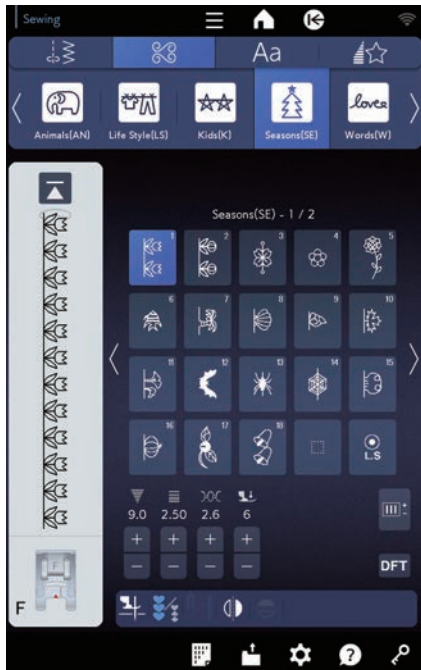 Sewing
Aa
Animals(AN) Life Style(LS) Kids(K) Seasons(SE) Words(W)
love
Seasons(SE) - 1 / 2
1 2 3 4 5
6 7 8 9 10
11 12 13 14 15
16 17 18
L.S
9.0 2.50 2.6 6
+ + + +
− − − −
DFT
F
?